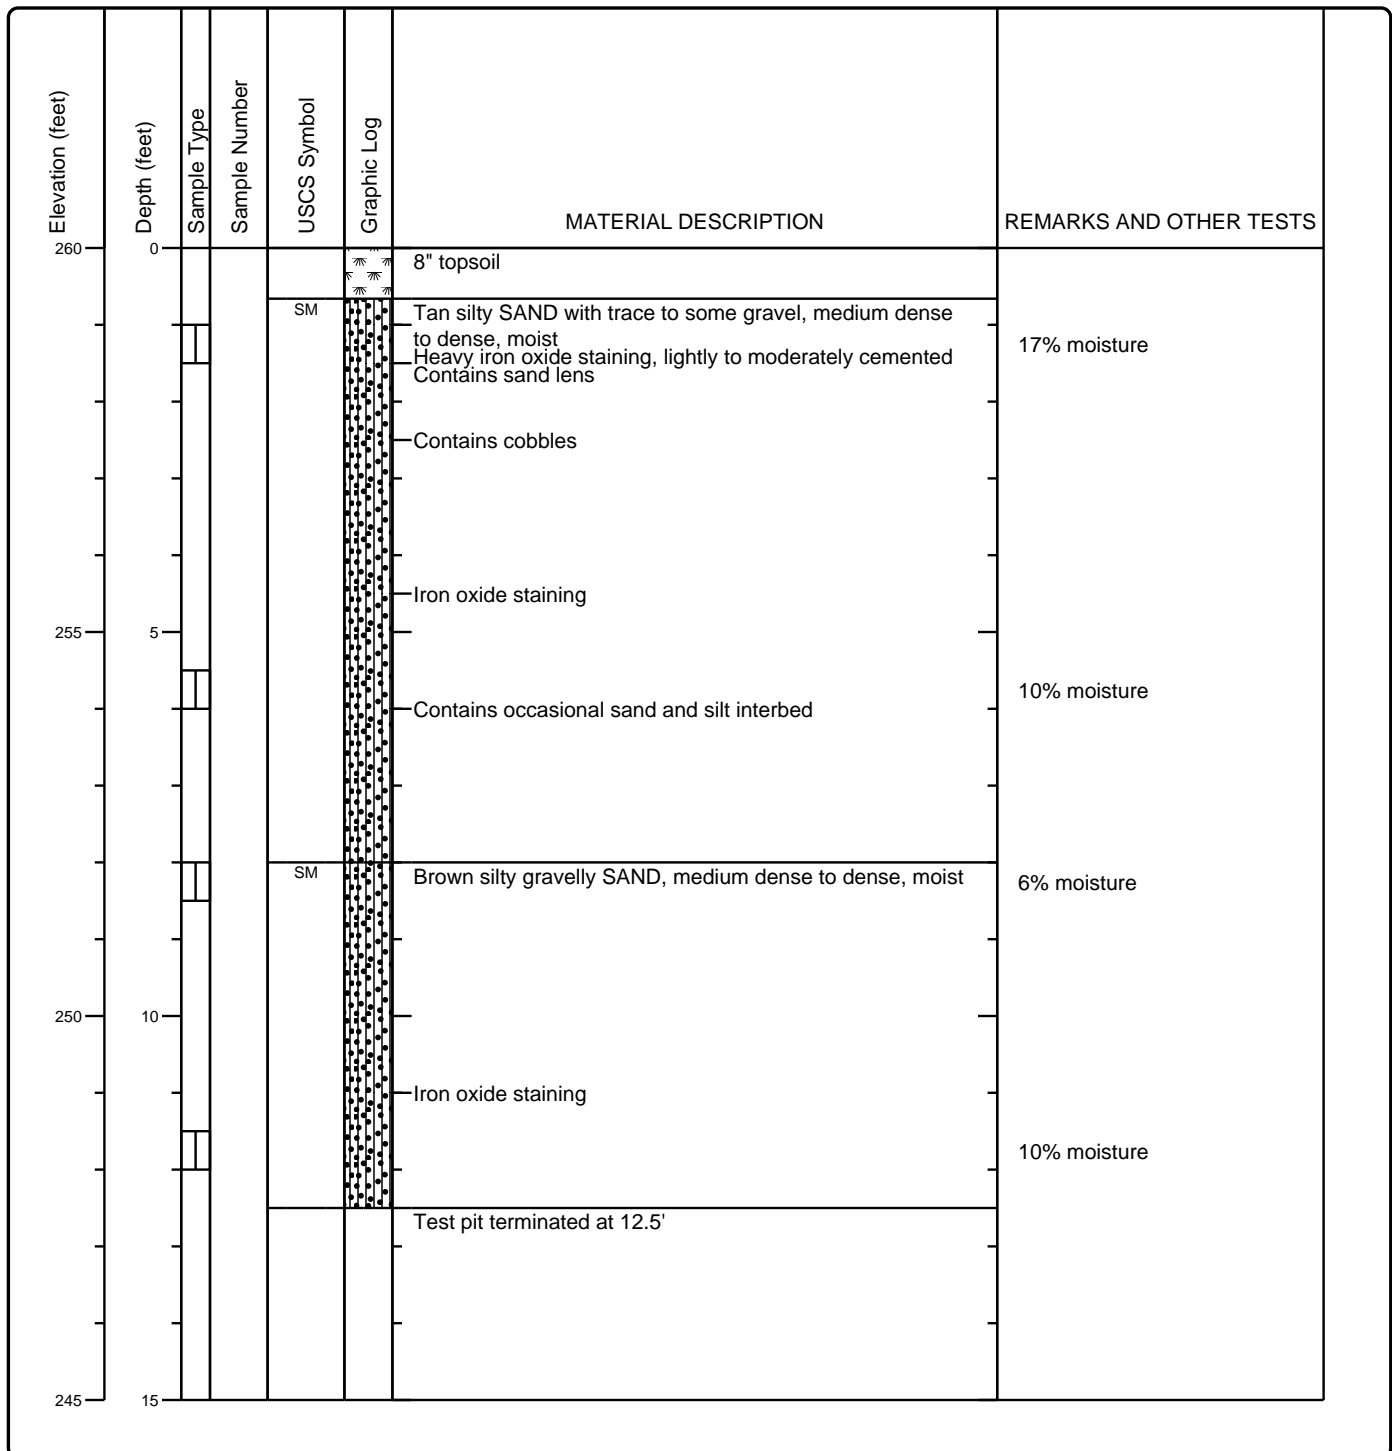 Elevation (feet)
Depth (feet)
Sample Type
Sample Number
USCS Symbol
Graphic Log
MATERIAL DESCRIPTION
REMARKS AND OTHER TESTS
260
0
8" topsoil
SM
Tan silty SAND with trace to some gravel, medium dense
to dense, moist
17% moisture
Heavy iron oxide staining, lightly to moderately cemented
Contains sand lens
Contains cobbles
Iron oxide staining
255
5
10% moisture
Contains occasional sand and silt interbed
SM
Brown silty gravelly SAND, medium dense to dense, moist
6% moisture
250
10
Iron oxide staining
10% moisture
Test pit terminated at 12.5'
245
15